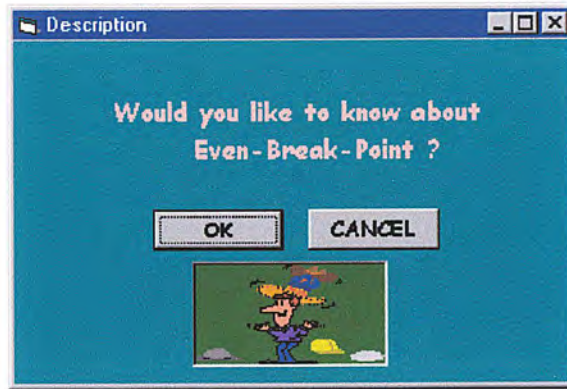 Description
Would you like to know about
Even-Break-Point ?
OK
CANCEL